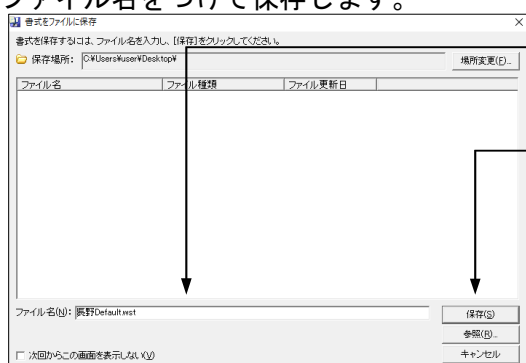 ファイル名をつけて保存します。
書式をファイルに保存
書式を保存するには、ファイル名を入力し、[保存]をクリックしてください。
保存場所: C:¥Users¥user¥Desktop¥
場所変更(F)...
ファイル名 ファイル種類 ファイル更新日
ファイル名(N): 長野Default.wst
保存(S)
参照(R)...
次回からこの画面を表示しない(V)
キャンセル